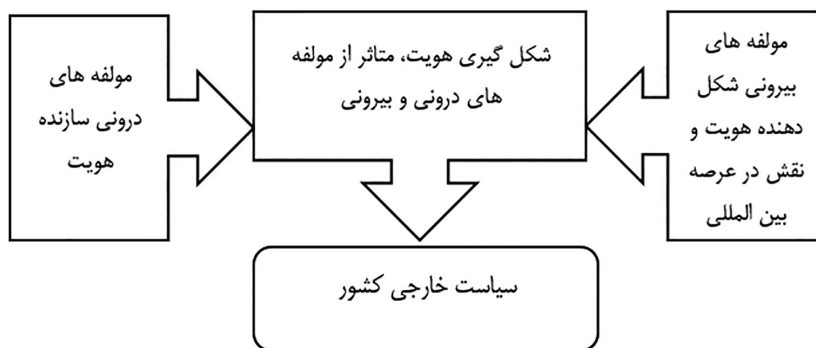 مولفه های
بیرونی شکل
دهنده هویت و
نقش در عرصه
بین المللی
شکل گیری هویت، متاثر از مولفه
های درونی و بیرونی
مولفه های
درونی سازنده
هویت
سیاست خارجی کشور